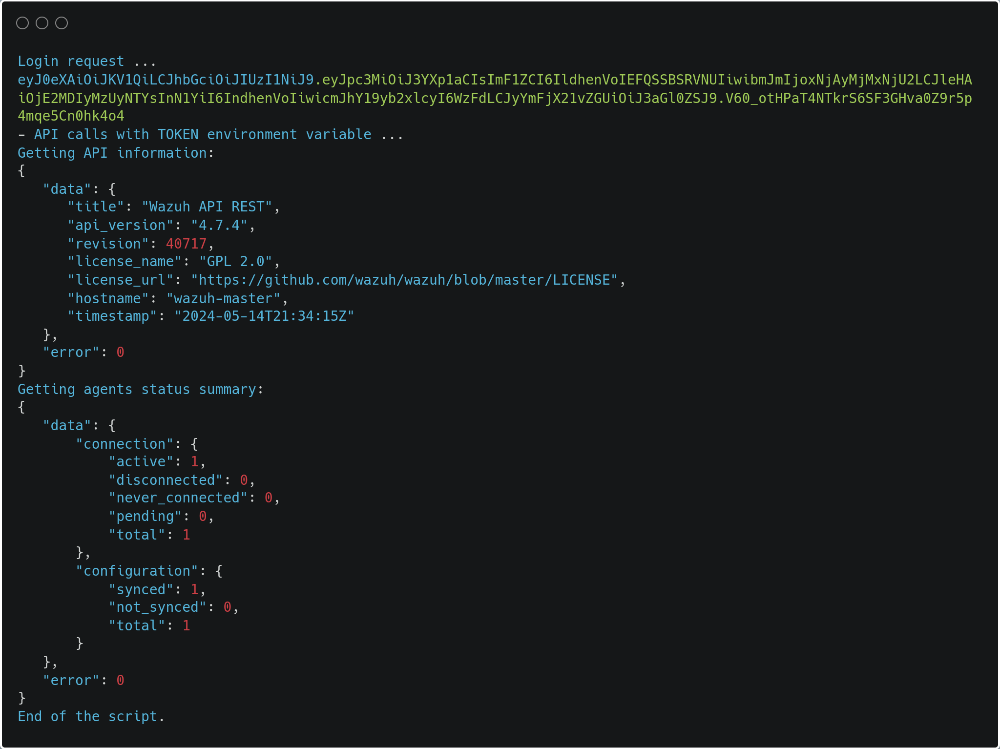 Login request ...
eyJ0eXAiOiJKV1QiLCJhbGciOiJIUzI1NiJ9.eyJpc3MiOiJ3YXp1aCIsImF1ZCI6IldhenVoIEFQSSBSRVNUIiwibmJmIjoxNjAyMjMxNjU2LCJleHA
iOjE2MDIyMzUyNTYsInN1YiI6IndhenVoIiwicmJhY19yb2xlcyI6WzFdLCJyYmFjX21vZGUiOiJ3aGl0ZSJ9.V60_otHPaT4NTkrS6SF3GHva0Z9r5p
4mqe5Cn0hk4o4
- API calls with TOKEN environment variable ...
Getting API information:
{
   "data": {
      "title": "Wazuh API REST",
      "api_version": "4.7.4",
      "revision": 40717,
      "license_name": "GPL 2.0",
      "license_url": "https://github.com/wazuh/wazuh/blob/master/LICENSE",
      "hostname": "wazuh-master",
      "timestamp": "2024-05-14T21:34:15Z"
   },
   "error": 0
}
Getting agents status summary:
{
   "data": {
       "connection": {
           "active": 1,
           "disconnected": 0,
           "never_connected": 0,
           "pending": 0,
           "total": 1
       },
       "configuration": {
           "synced": 1,
           "not_synced": 0,
           "total": 1
       }
   },
   "error": 0
}
End of the script.